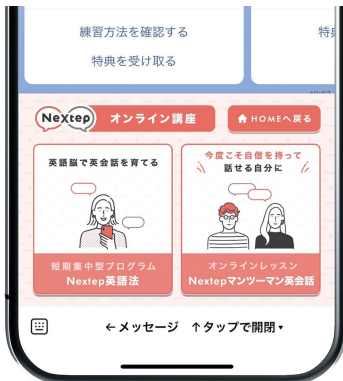 練習方法を確認する
特典を受け取る
Nextep
オンライン講座
HOMEへ戻る
英語脳で英会話を育てる
今度こそ自信を持って
話せる自分に
短期集中型プログラム
Nextep英語法
オンラインレッスン
Nextepマンツーマン英会話
←メッセージ ↑タップで開閉▾